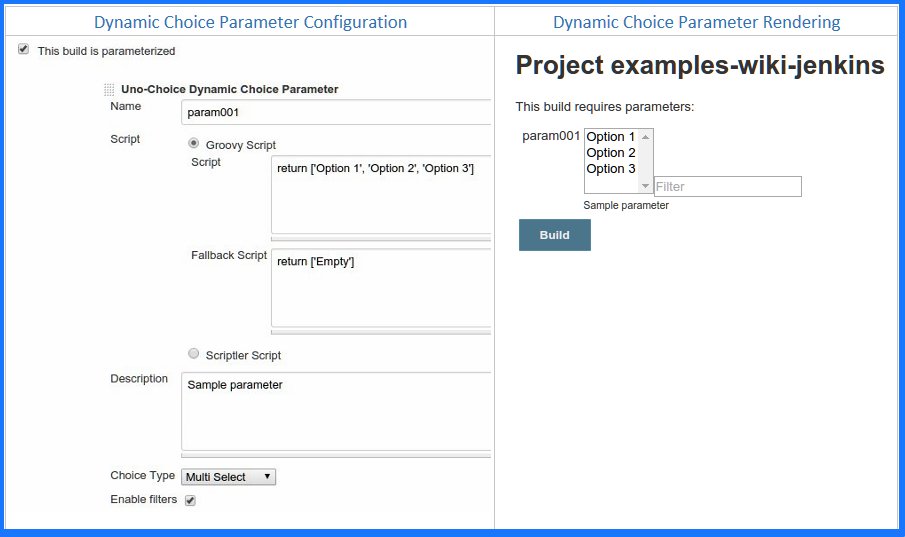 Dynamic Choice Parameter Configuration
This build is parameterized
Uno-Choice Dynamic Choice Parameter
Name
param001
Script
Groovy Script
Script
return ['Option 1', 'Option 2', 'Option 3']
Fallback Script
return ['Empty']
Scriptler Script
Description
Sample parameter
Choice Type
Multi Select
Enable filters
Dynamic Choice Parameter Rendering
Project examples-wiki-jenkins
This build requires parameters:
param001
Option 1
Option 2
Option 3
Filter
Sample parameter
Build